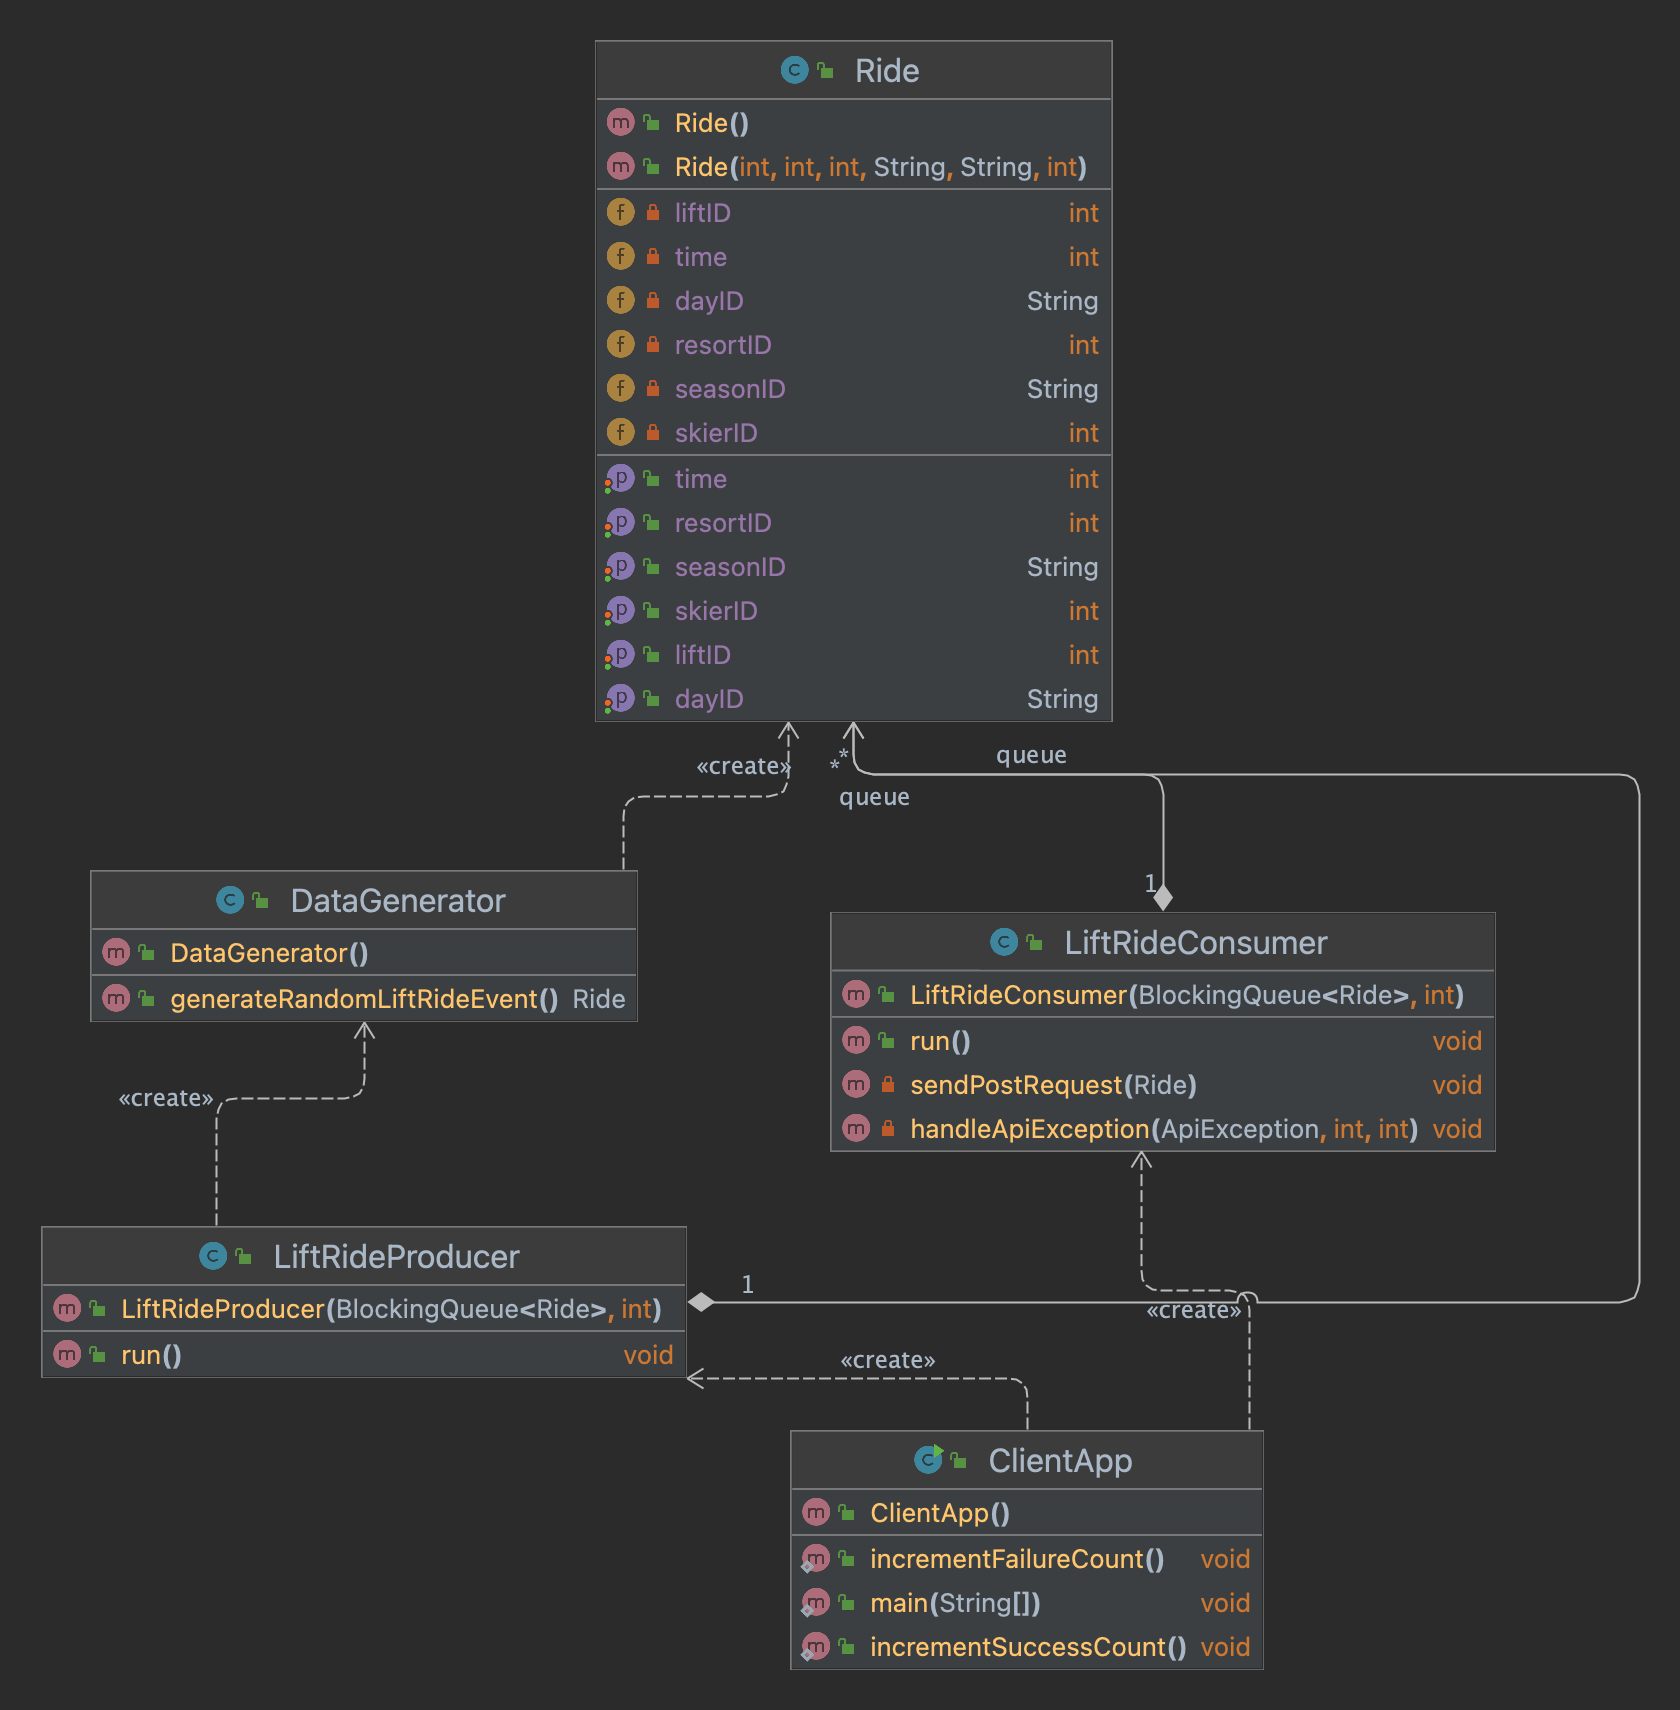 Ride
Ride()
Ride(int, int, int, String, String, int)
liftID int
time int
dayID String
resortID int
seasonID String
skierID int
time int
resortID int
seasonID String
skierID int
liftID int
dayID String
«create»
*
*
queue
queue
DataGenerator
DataGenerator()
generateRandomLiftRideEvent() Ride
1
LiftRideConsumer
LiftRideConsumer(BlockingQueue<Ride>, int)
run() void
sendPostRequest(Ride) void
handleApiException(ApiException, int, int) void
«create»
LiftRideProducer
LiftRideProducer(BlockingQueue<Ride>, int)
run() void
1
«create»
«create»
ClientApp
ClientApp()
incrementFailureCount() void
main(String[]) void
incrementSuccessCount() void